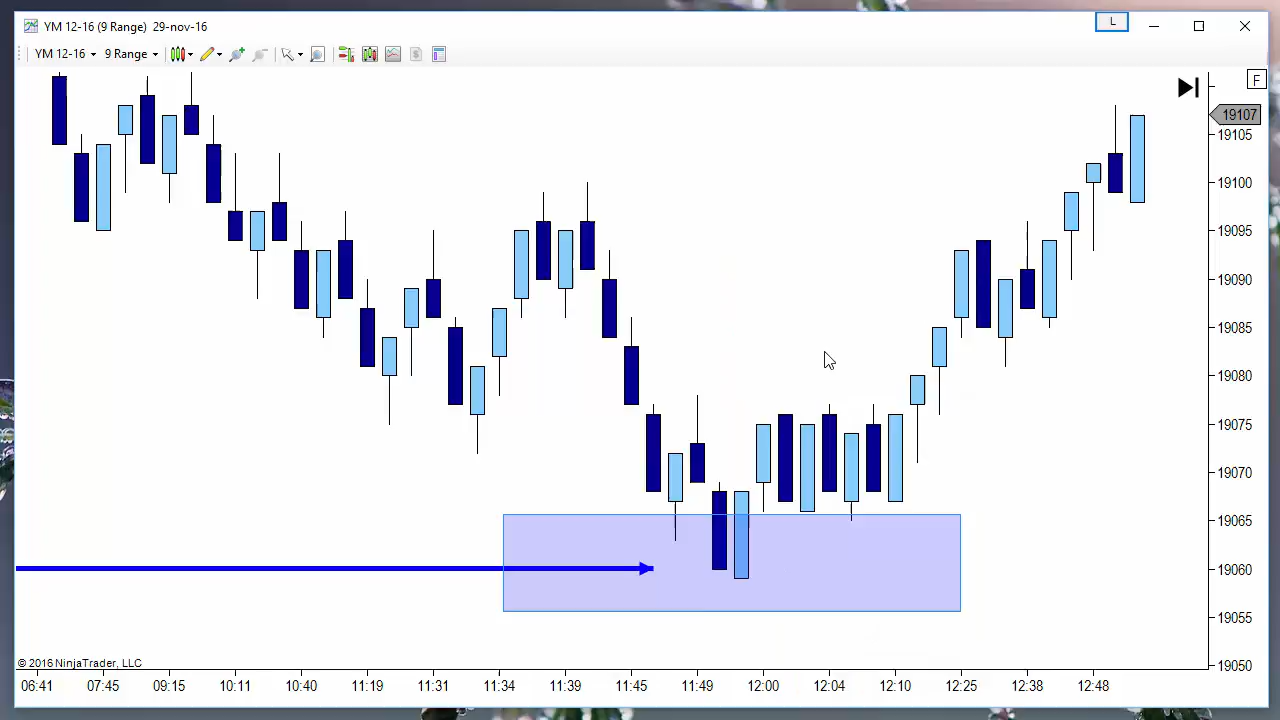 YM 12-16 (9 Range)  29-nov-16
L
YM 12-16 9 Range
F
19107
19105
19100
19095
19090
19085
19080
19075
19070
19065
19060
19055
19050
© 2016 NinjaTrader, LLC
06:41 07:45 09:15 10:11 10:40 11:19 11:31 11:34 11:39 11:45 11:49 12:00 12:04 12:10 12:25 12:38 12:48